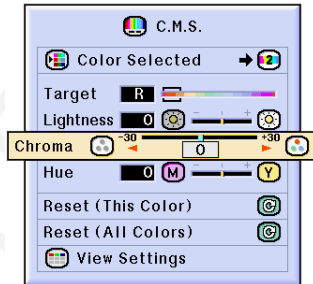 C.M.S.
Color Selected 2
Target R
Lightness 0 - +
Chroma -30 0 +30
Hue 0 M - + Y
Reset (This Color)
Reset (All Colors)
View Settings